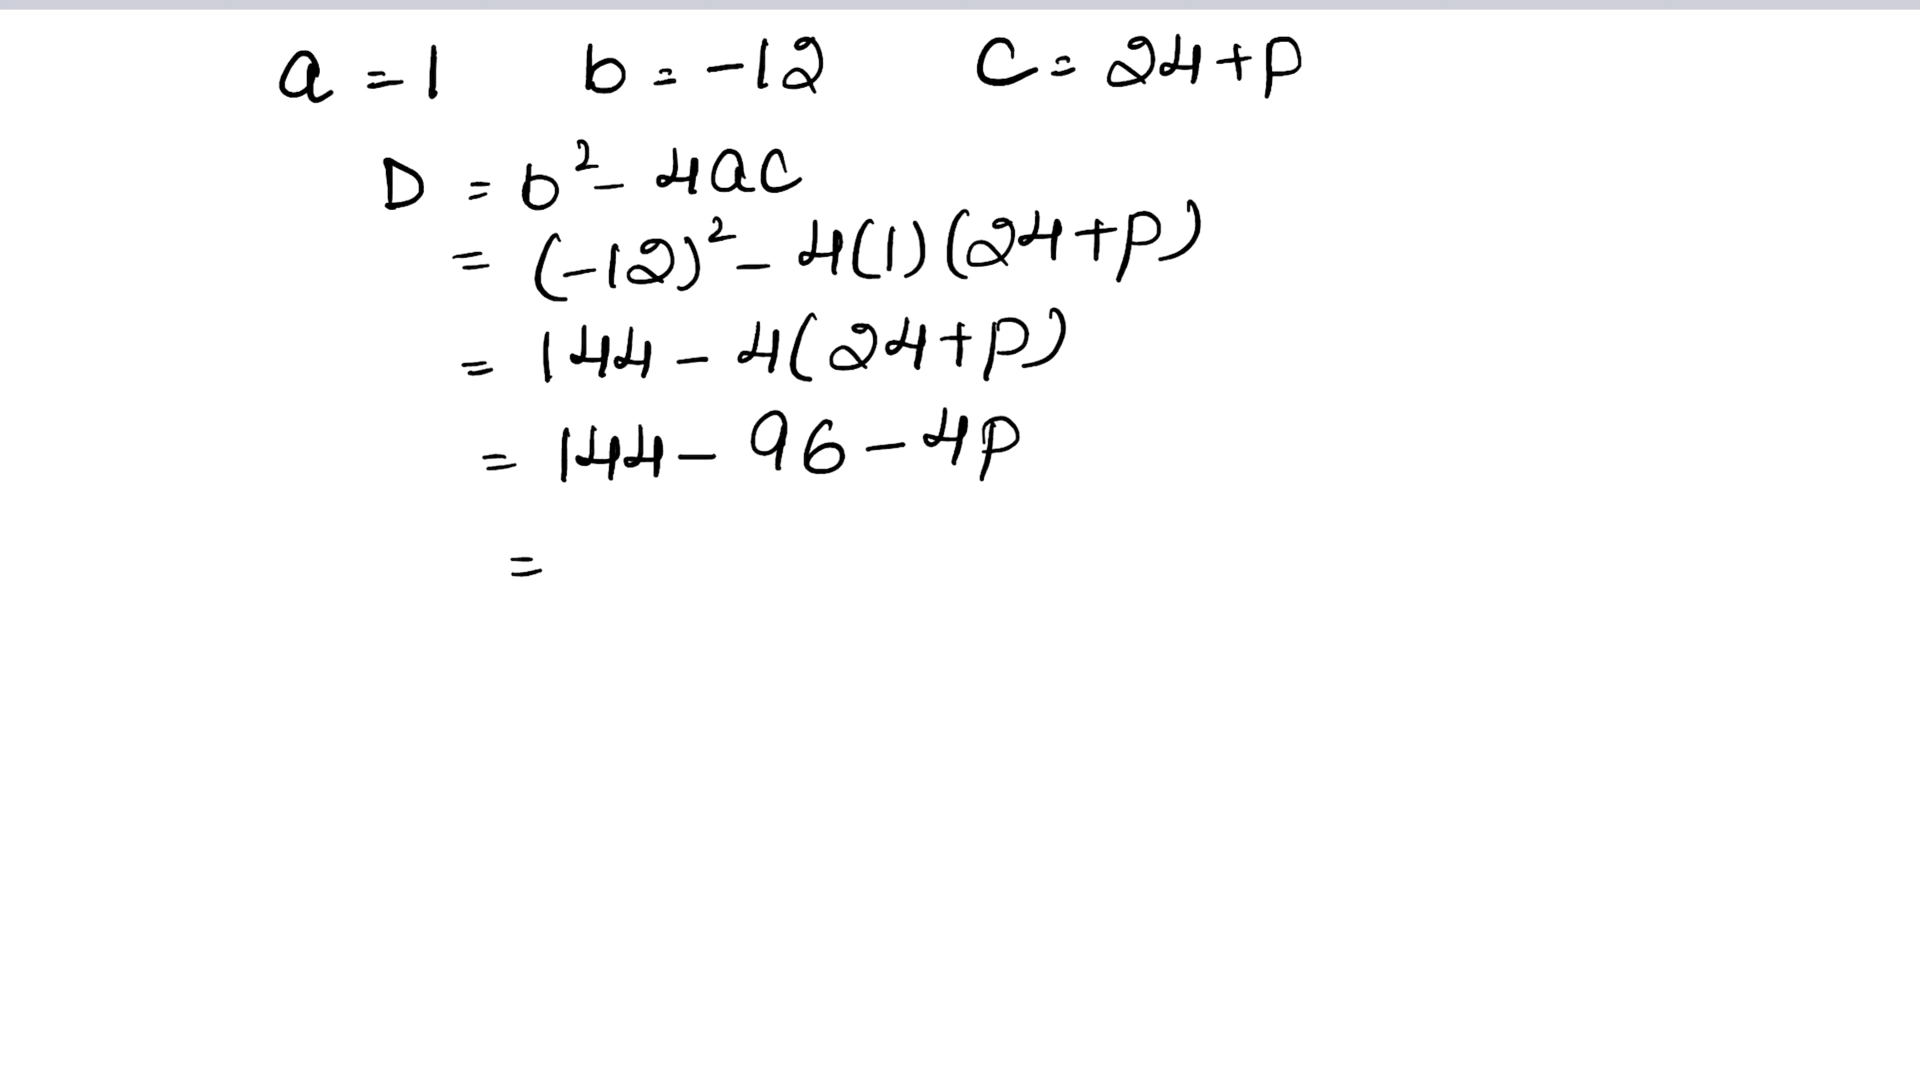 a = 1 b = -12 C = 24+P
D = b² - 4ac
= (-12)² - 4(1)(24+p)
= 144 - 4(24+p)
= 144 - 96 - 4p
=